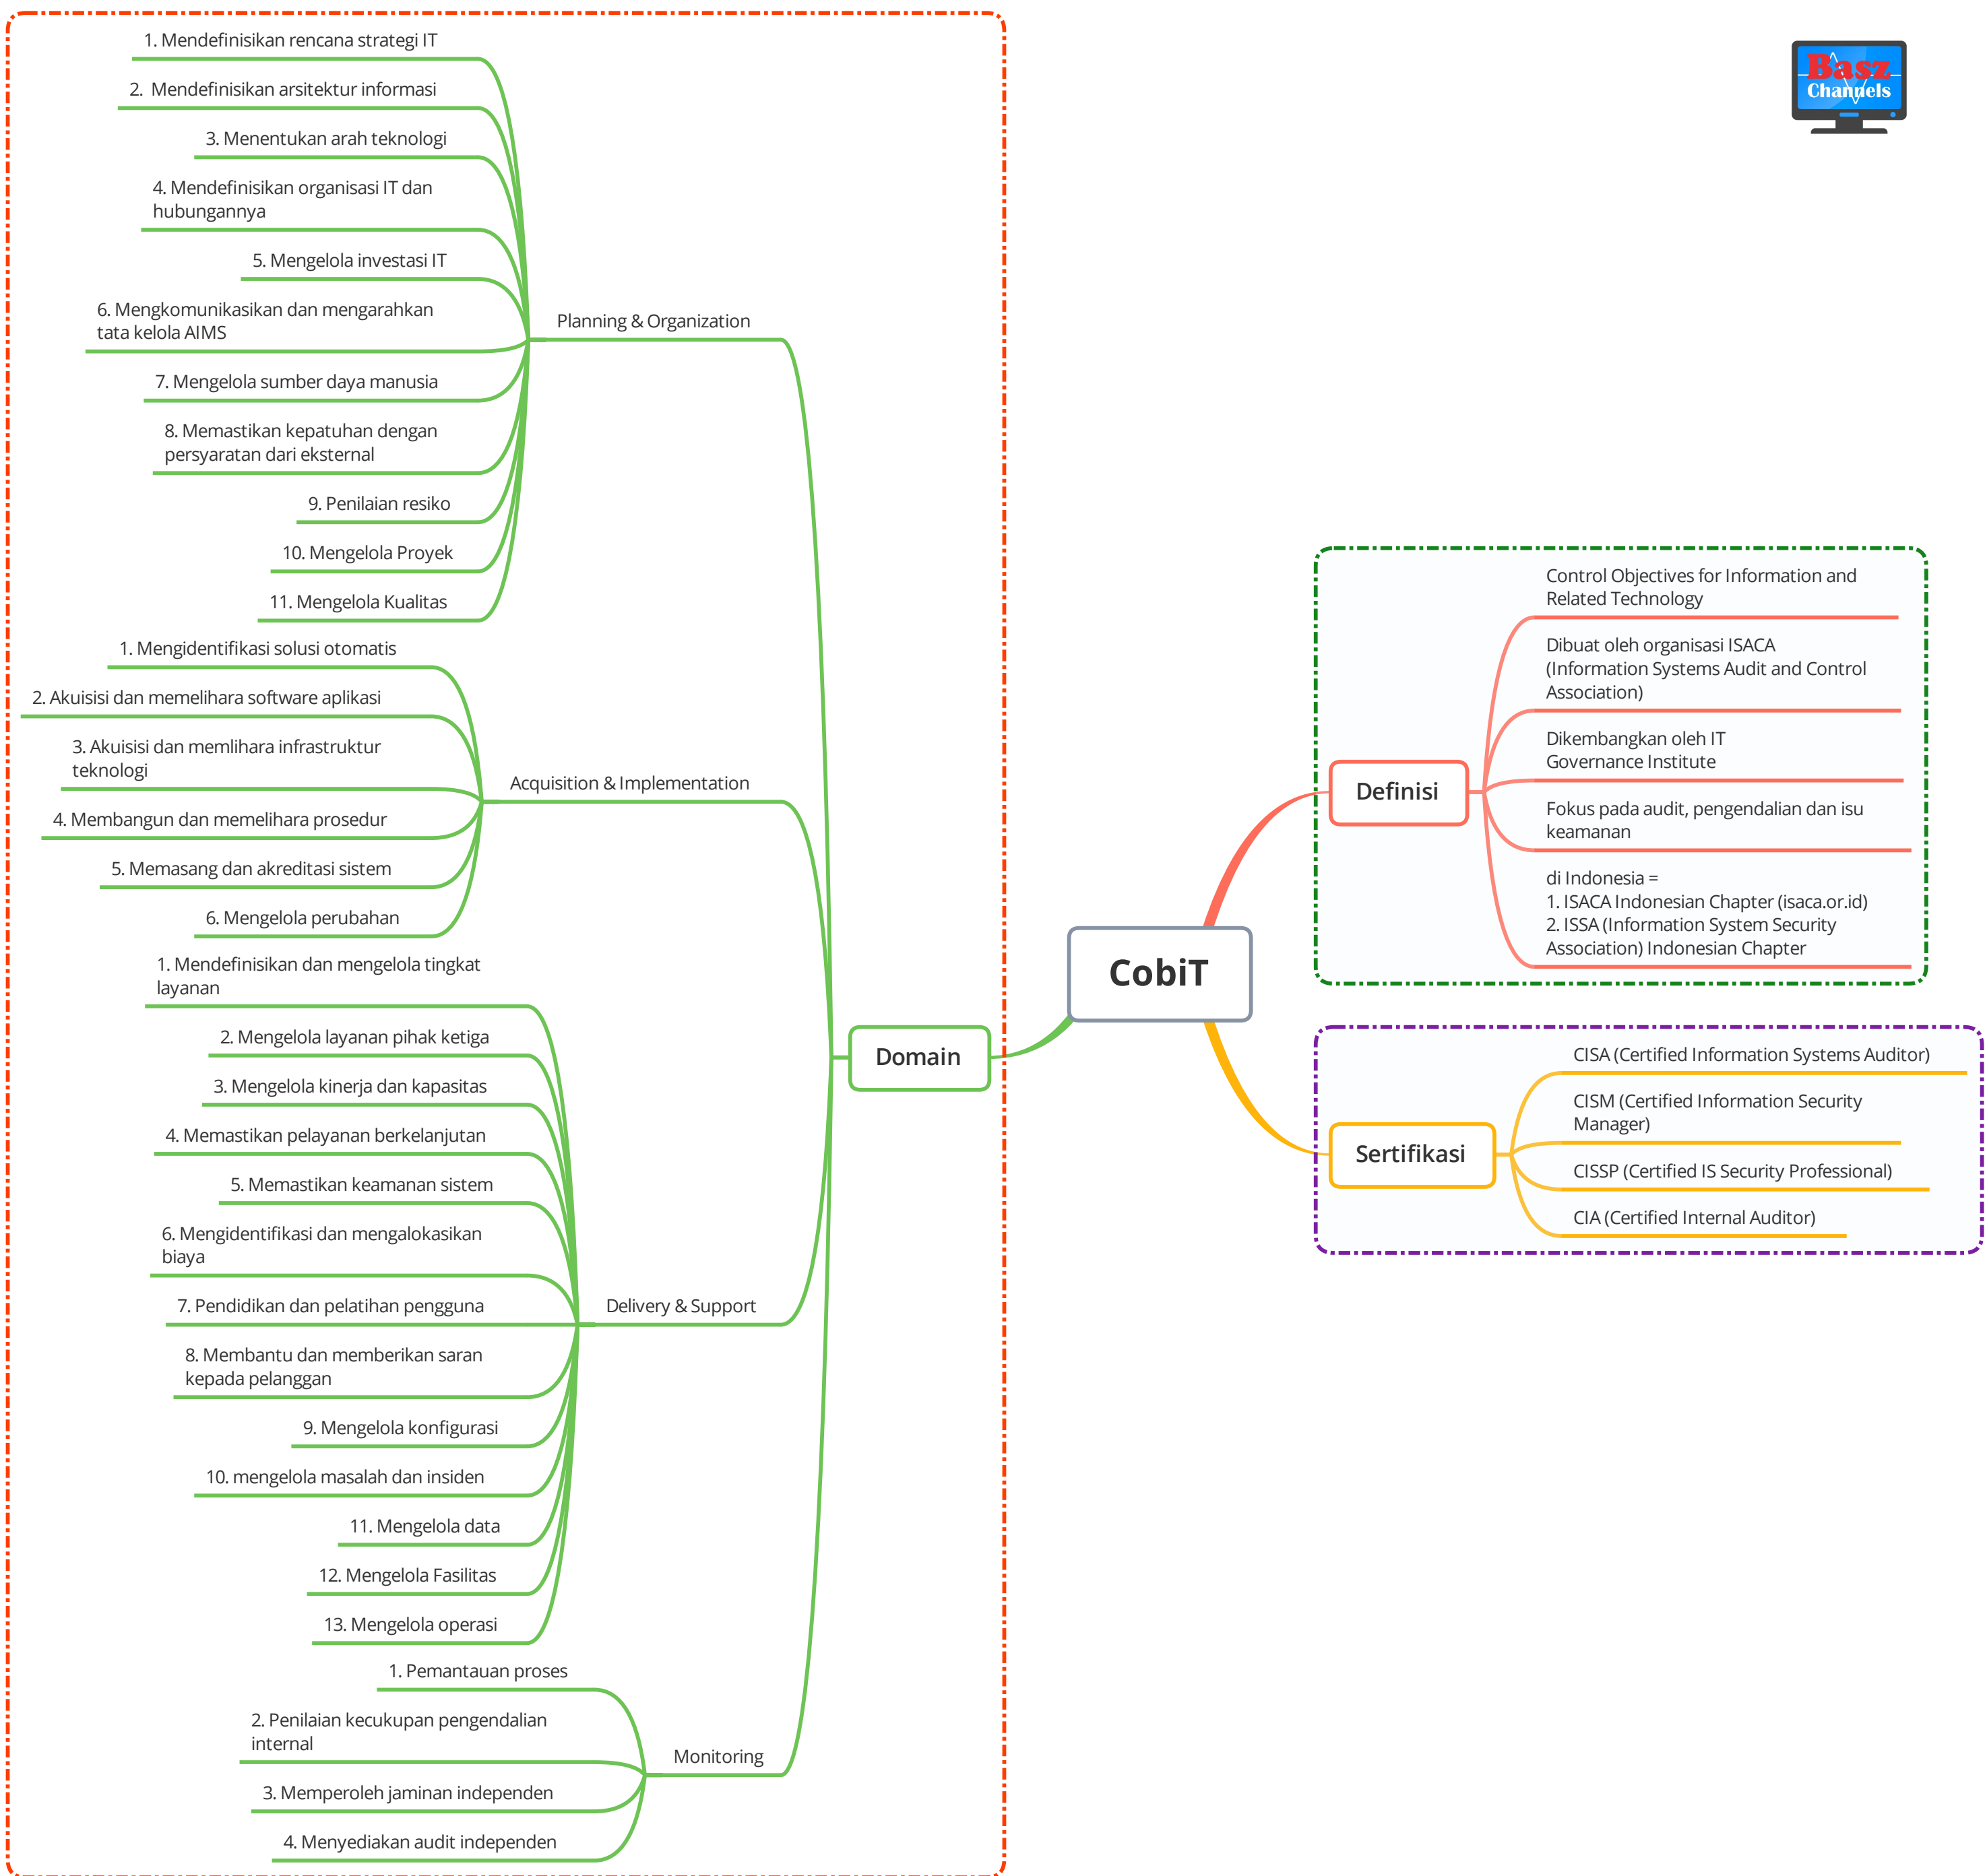 1. Mendefinisikan rencana strategi IT
2.  Mendefinisikan arsitektur informasi
3. Menentukan arah teknologi
4. Mendefinisikan organisasi IT dan
hubungannya
5. Mengelola investasi IT
6. Mengkomunikasikan dan mengarahkan
tata kelola AIMS
7. Mengelola sumber daya manusia
8. Memastikan kepatuhan dengan
persyaratan dari eksternal
9. Penilaian resiko
10. Mengelola Proyek
11. Mengelola Kualitas
Planning & Organization
1. Mengidentifikasi solusi otomatis
2. Akuisisi dan memelihara software aplikasi
3. Akuisisi dan memlihara infrastruktur
teknologi
4. Membangun dan memelihara prosedur
5. Memasang dan akreditasi sistem
6. Mengelola perubahan
Acquisition & Implementation
1. Mendefinisikan dan mengelola tingkat
layanan
2. Mengelola layanan pihak ketiga
3. Mengelola kinerja dan kapasitas
4. Memastikan pelayanan berkelanjutan
5. Memastikan keamanan sistem
6. Mengidentifikasi dan mengalokasikan
biaya
7. Pendidikan dan pelatihan pengguna
8. Membantu dan memberikan saran
kepada pelanggan
9. Mengelola konfigurasi
10. mengelola masalah dan insiden
11. Mengelola data
12. Mengelola Fasilitas
13. Mengelola operasi
Delivery & Support
1. Pemantauan proses
2. Penilaian kecukupan pengendalian
internal
3. Memperoleh jaminan independen
4. Menyediakan audit independen
Monitoring
Domain
CobiT
Basz
Channels
Definisi
Control Objectives for Information and
Related Technology
Dibuat oleh organisasi ISACA
(Information Systems Audit and Control
Association)
Dikembangkan oleh IT
Governance Institute
Fokus pada audit, pengendalian dan isu
keamanan
di Indonesia =
1. ISACA Indonesian Chapter (isaca.or.id)
2. ISSA (Information System Security
Association) Indonesian Chapter
Sertifikasi
CISA (Certified Information Systems Auditor)
CISM (Certified Information Security
Manager)
CISSP (Certified IS Security Professional)
CIA (Certified Internal Auditor)